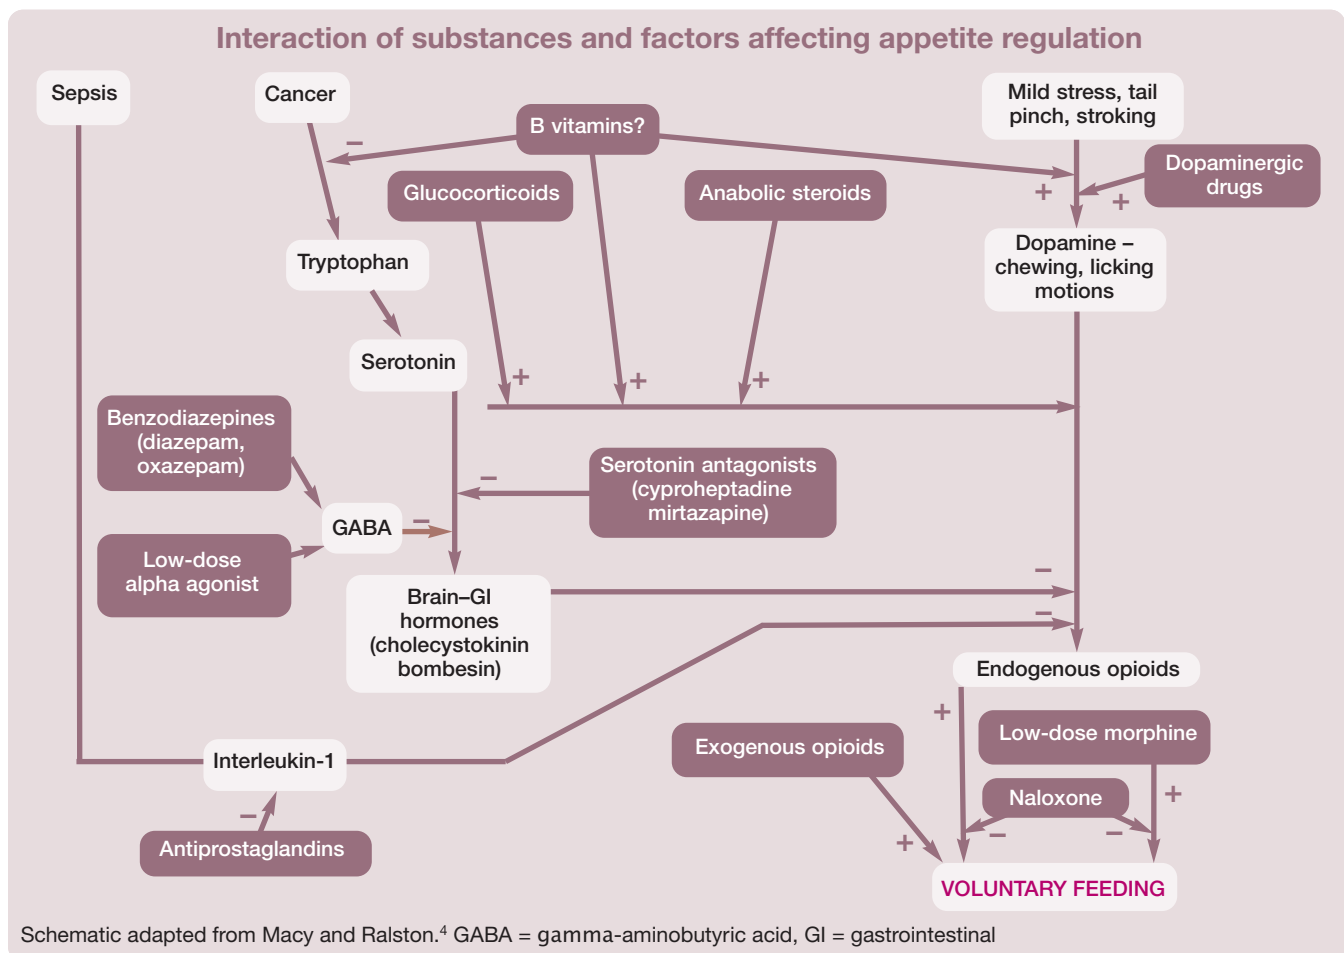 Interaction of substances and factors affecting appetite regulation
Sepsis
Cancer
B vitamins?
Mild stress, tail
pinch, stroking
Dopaminergic
drugs
Glucocorticoids
Anabolic steroids
−
+
+
Tryptophan
Dopamine –
chewing, licking
motions
Serotonin
+
+
+
Benzodiazepines
(diazepam,
oxazepam)
Serotonin antagonists
(cyproheptadine
mirtazapine)
−
GABA
−
Low-dose
alpha agonist
Brain–GI
hormones
(cholecystokinin
bombesin)
−
−
Endogenous opioids
+
Exogenous opioids
Low-dose morphine
Interleukin-1
Naloxone
+
−
−
−
+
Antiprostaglandins
VOLUNTARY FEEDING
Schematic adapted from Macy and Ralston.4 GABA = gamma-aminobutyric acid, GI = gastrointestinal